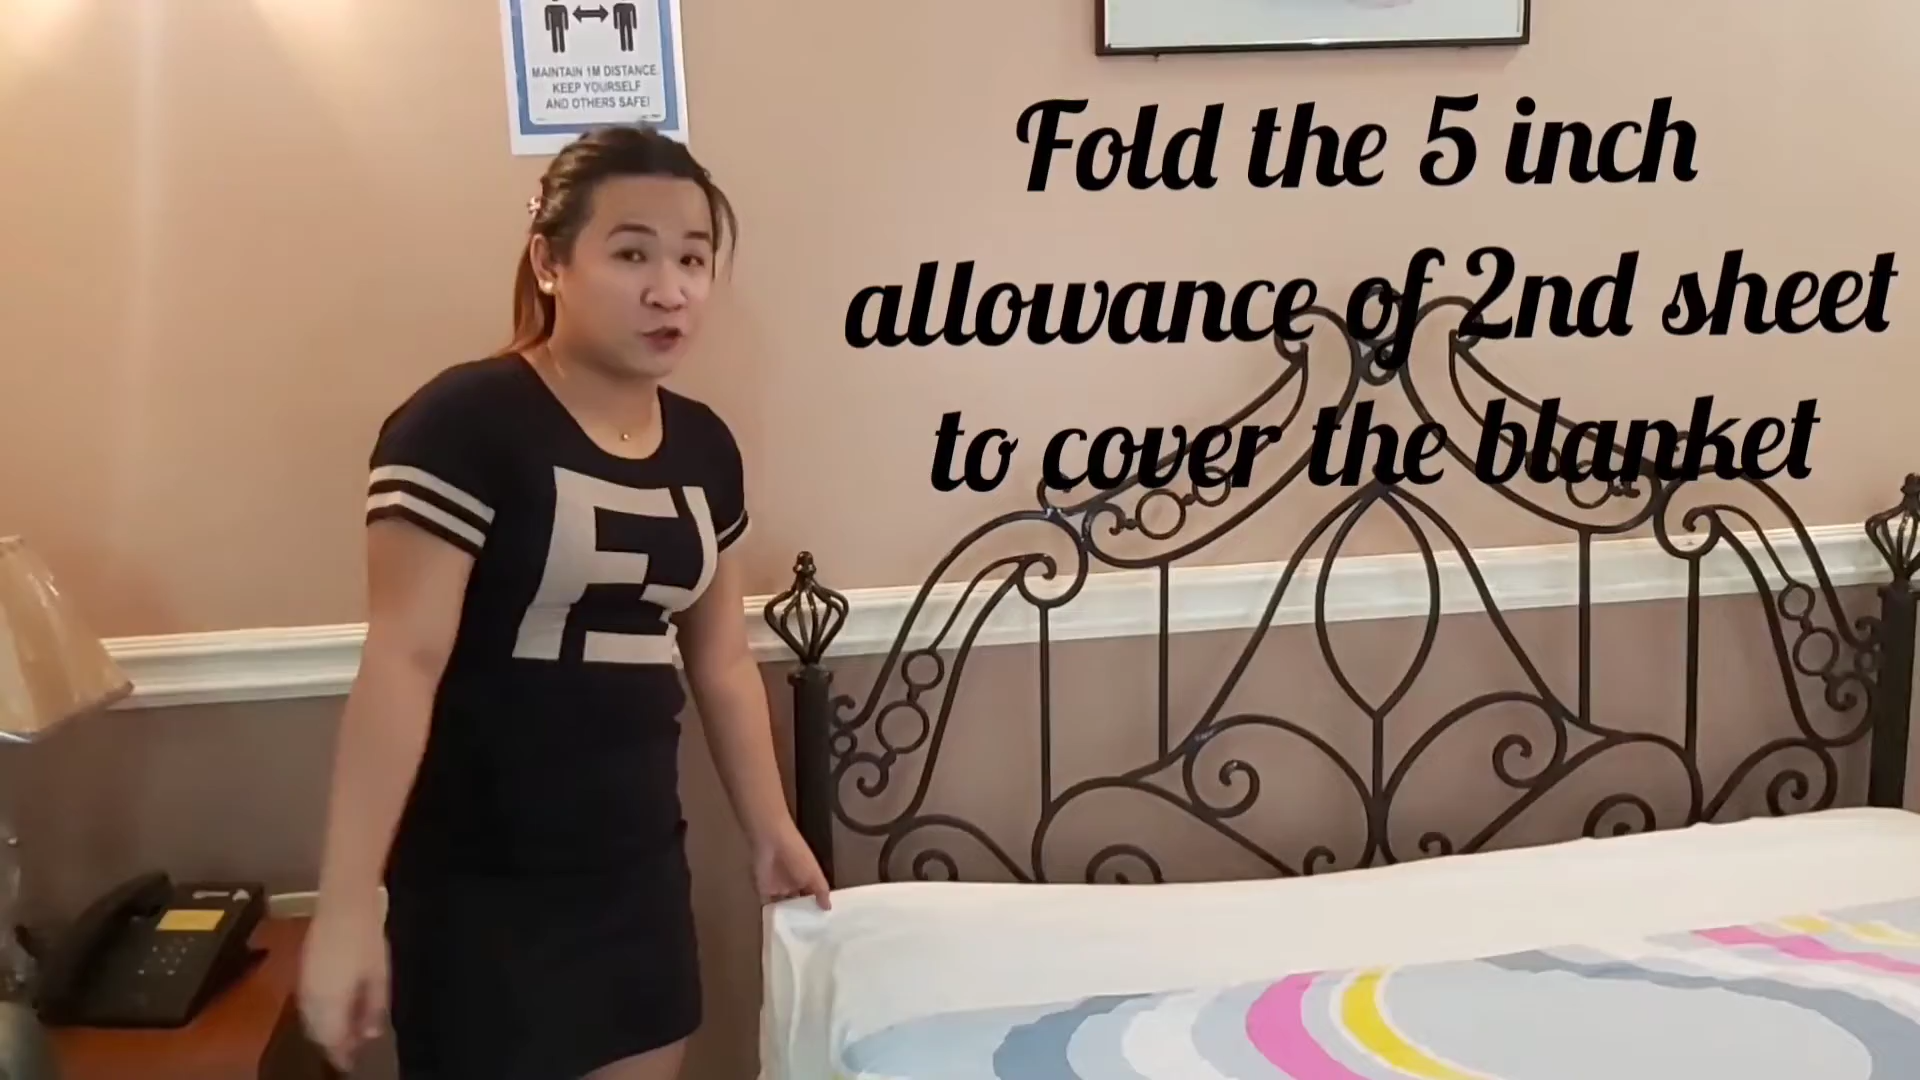 MAINTAIN 1M DISTANCE.
KEEP YOURSELF
AND OTHERS SAFE!
Fold the 5 inch
allowance of 2nd sheet
to cover the blanket